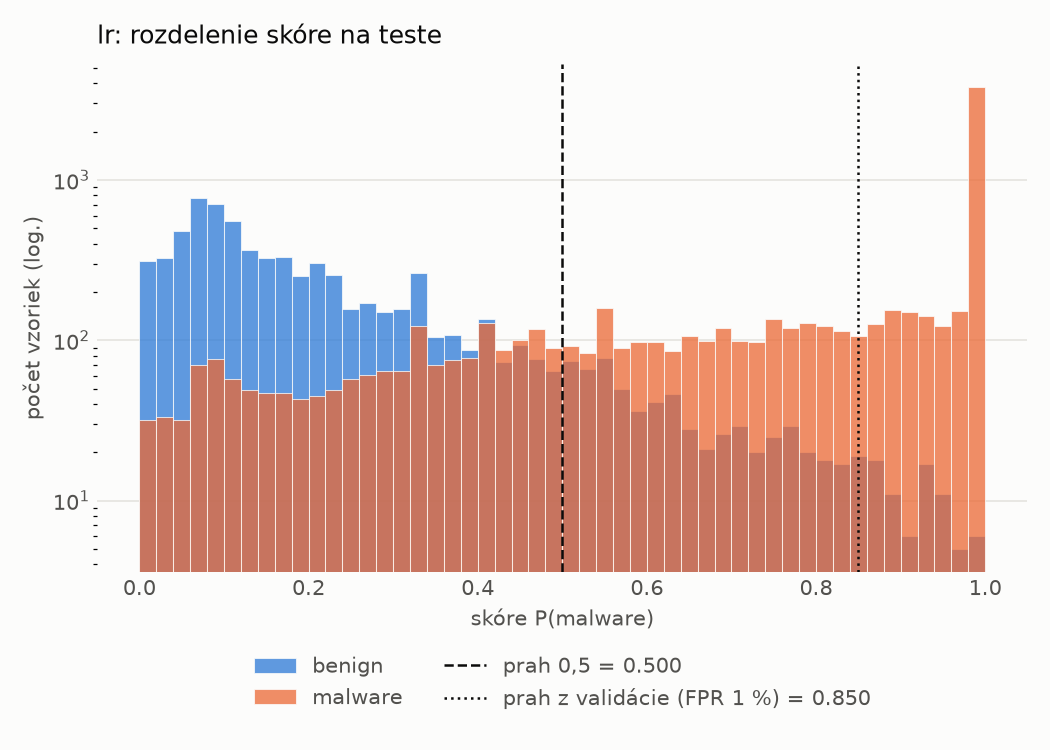 lr: rozdelenie skóre na teste
počet vzoriek (log.)
10³
10²
10¹
0.0 0.2 0.4 0.6 0.8 1.0
skóre P(malware)
benign
malware
prah 0,5 = 0.500
prah z validácie (FPR 1 %) = 0.850